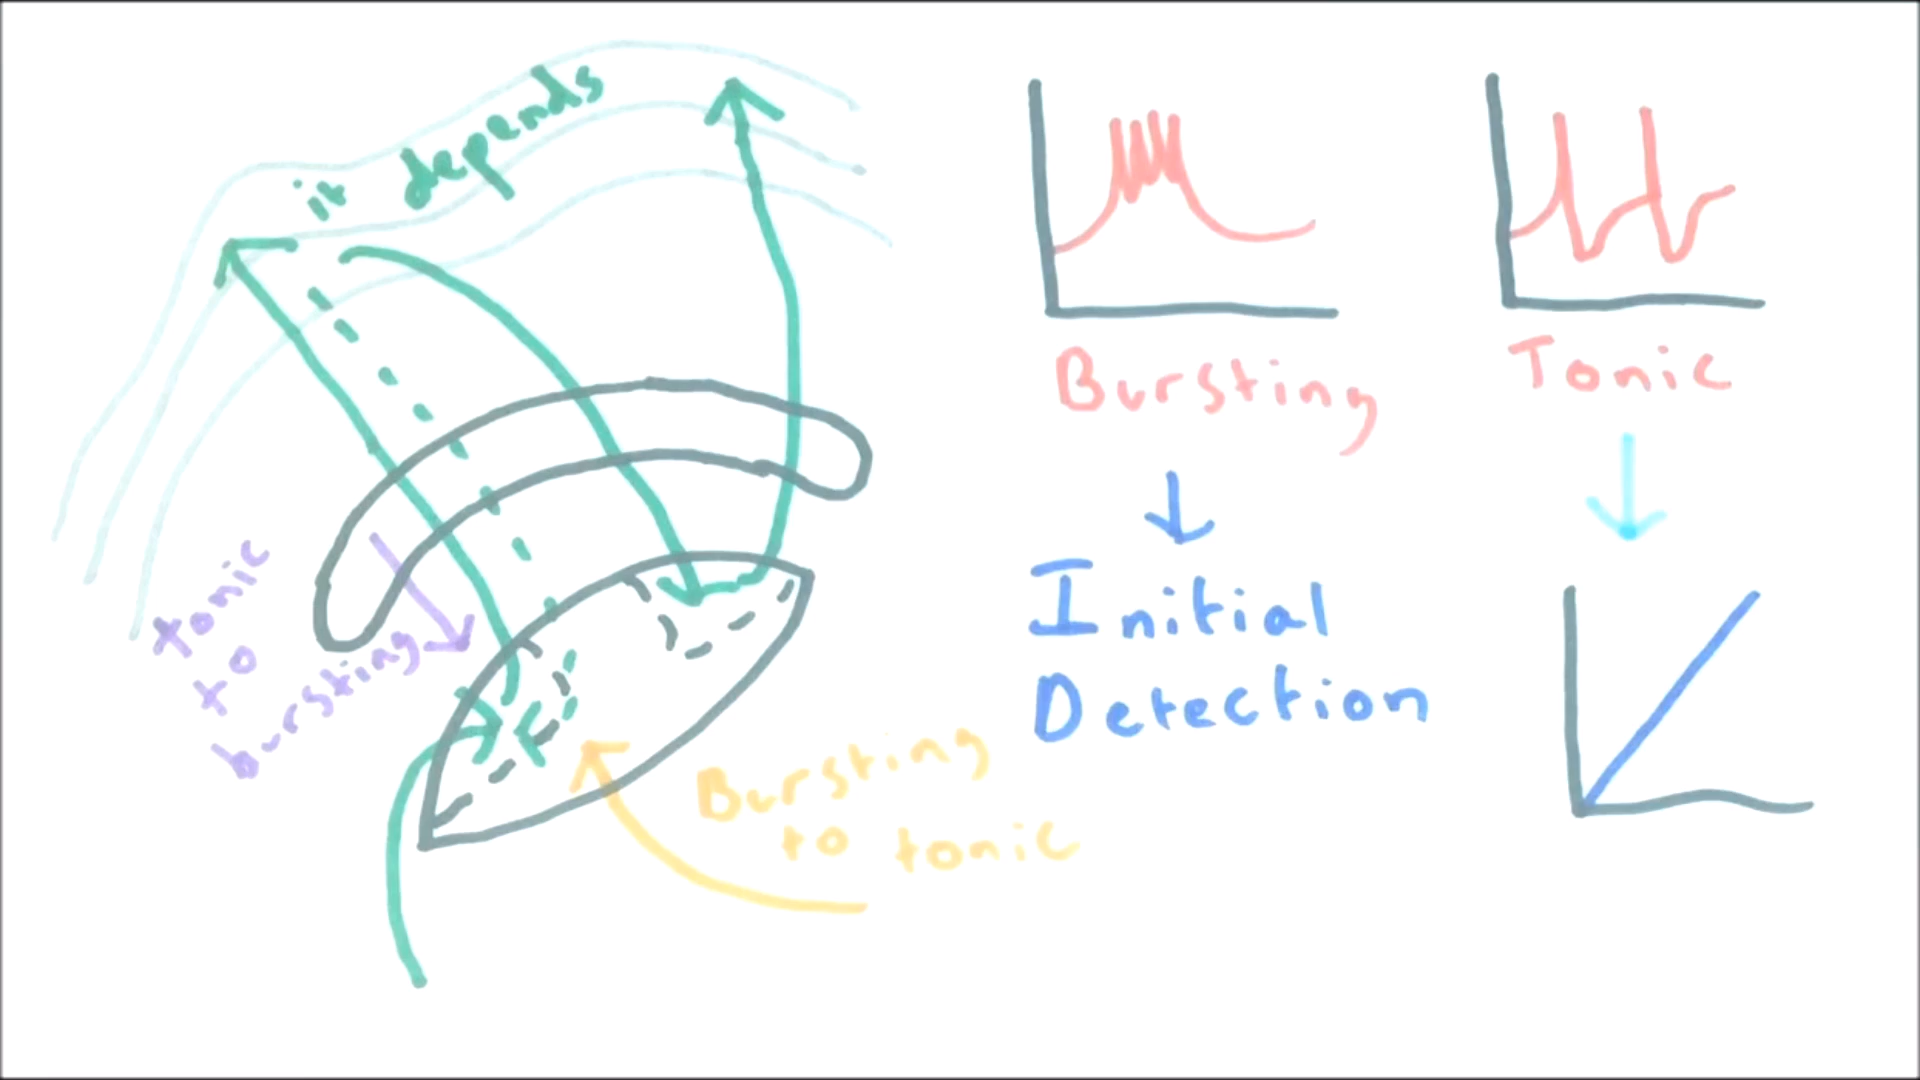 it depends
tonic
to
bursting
Bursting
to tonic
Bursting
Initial
Detection
Tonic